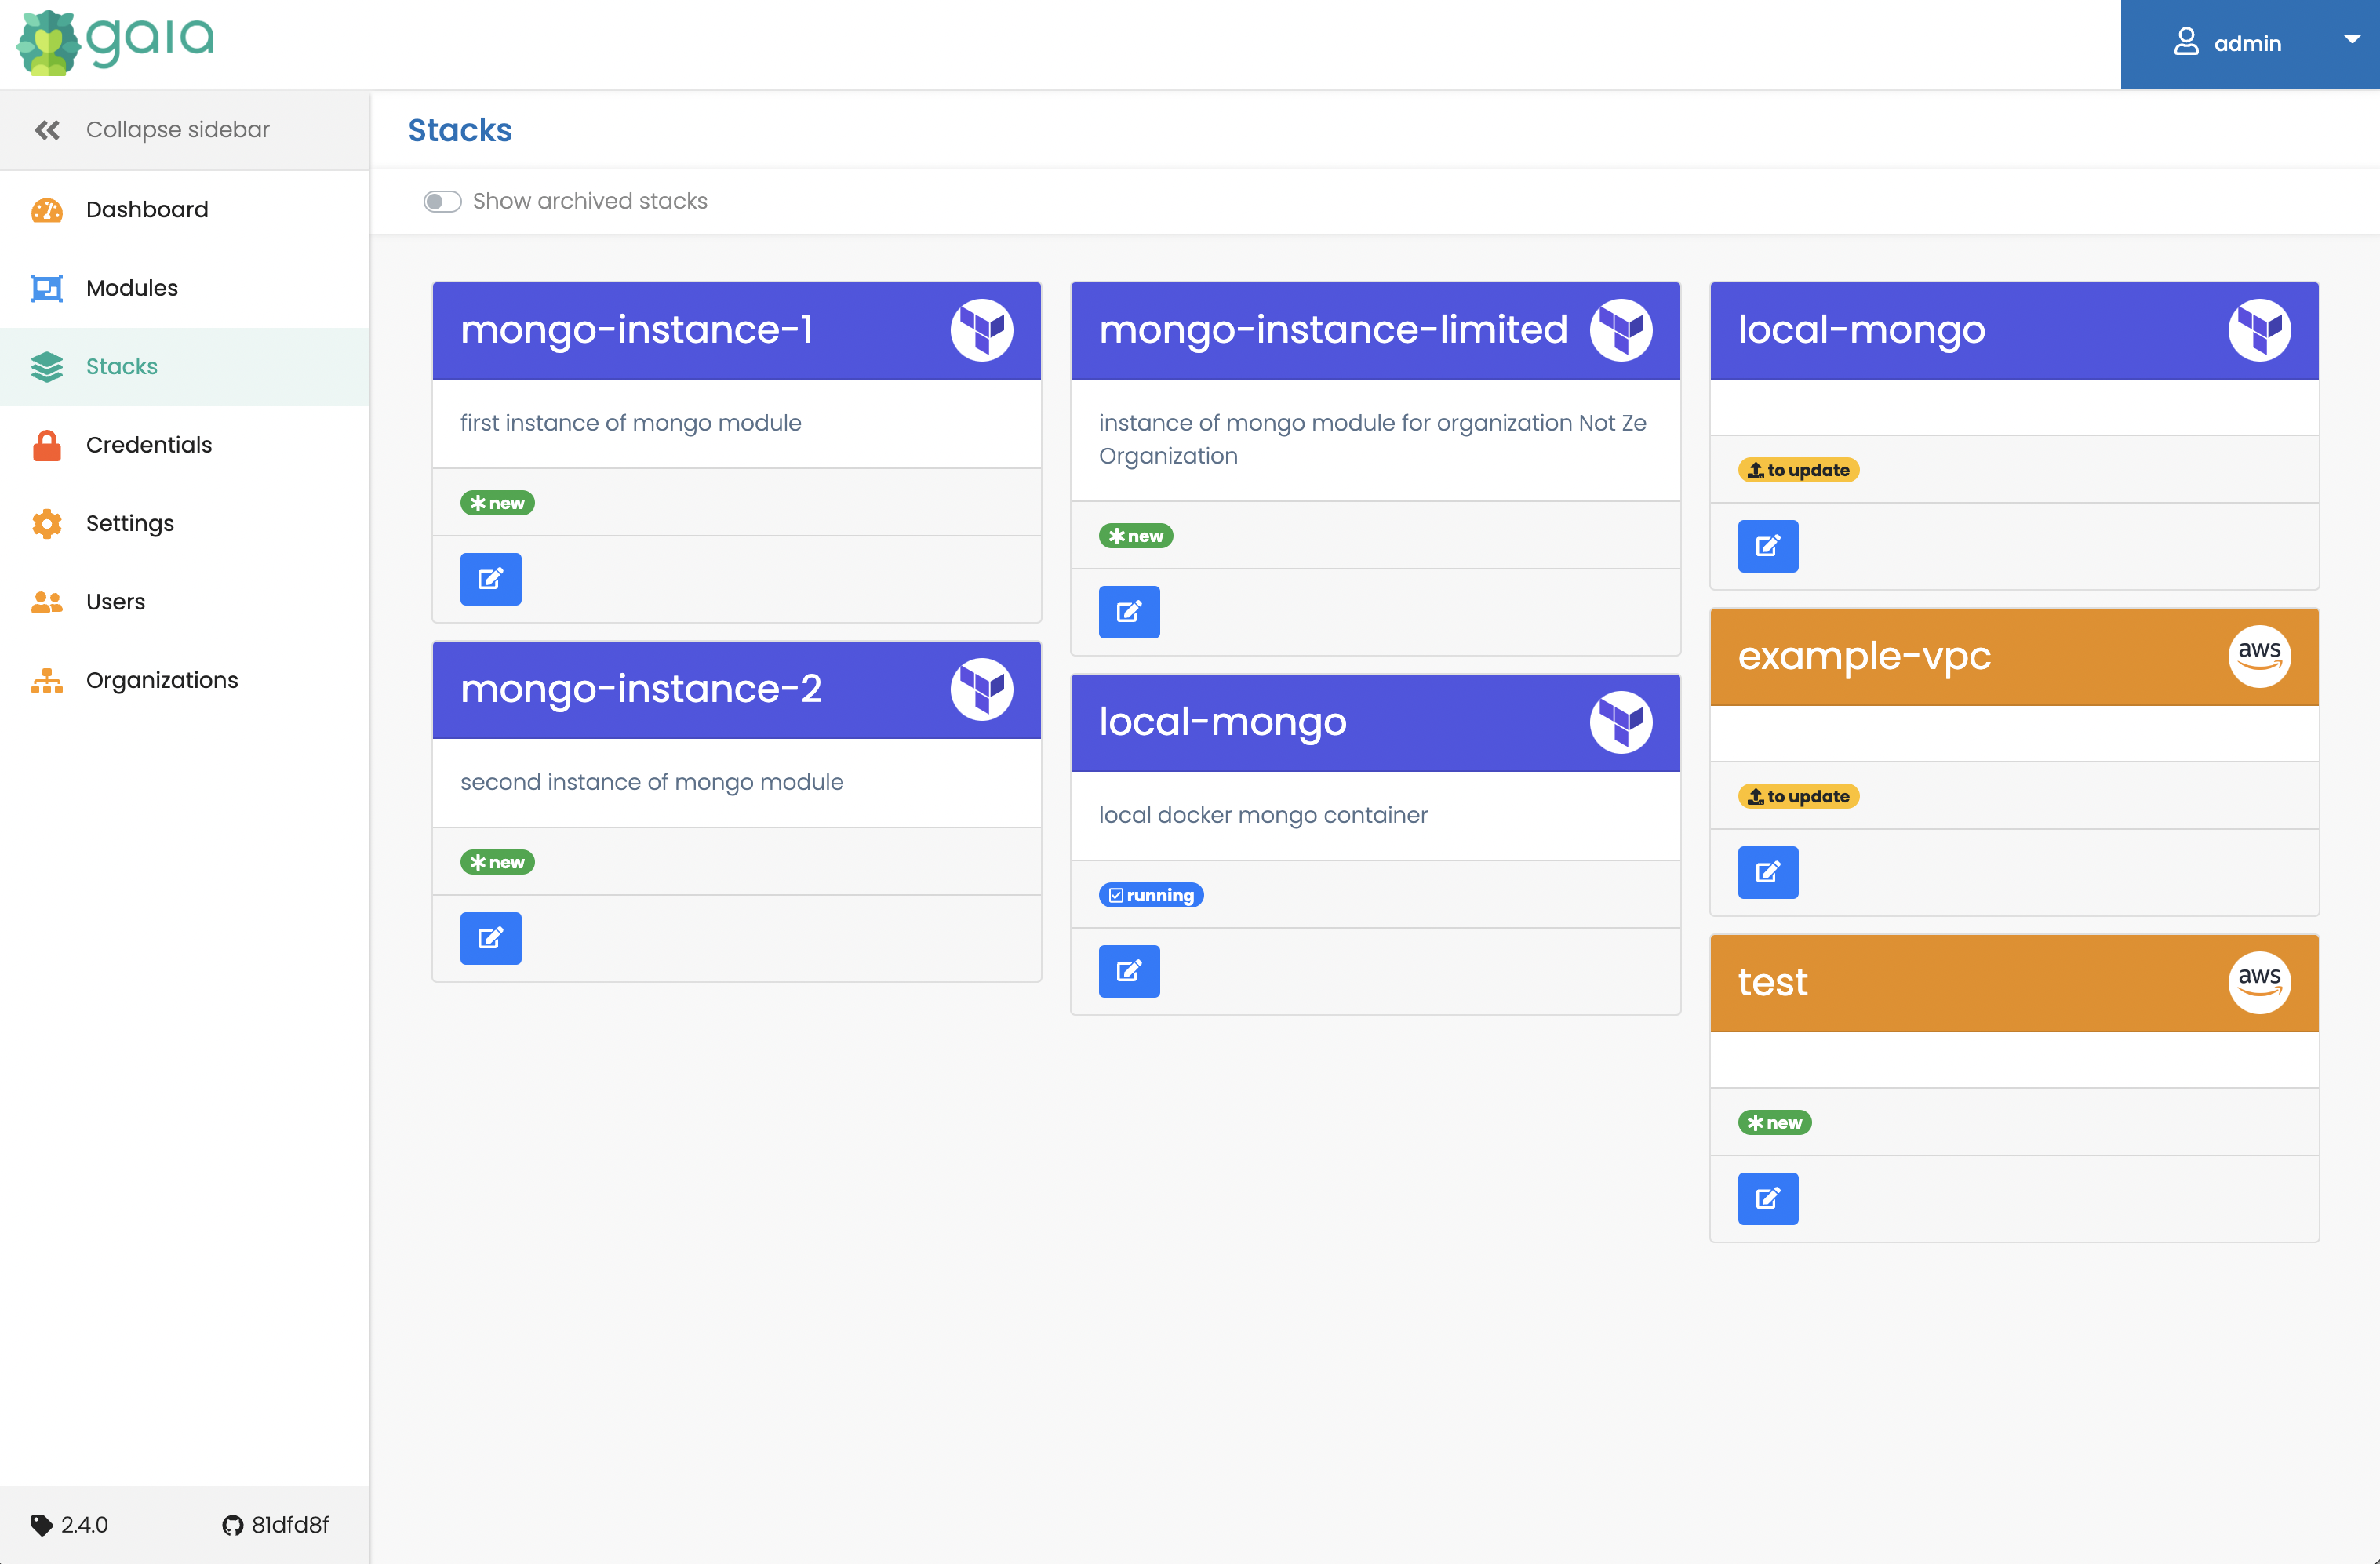 gaia
admin
Collapse sidebar
Dashboard
Modules
Stacks
Credentials
Settings
Users
Organizations
2.4.0
81dfd8f
Stacks
Show archived stacks
mongo-instance-1
first instance of mongo module
new
mongo-instance-2
second instance of mongo module
new
mongo-instance-limited
instance of mongo module for organization Not Ze
Organization
new
local-mongo
local docker mongo container
running
local-mongo
to update
example-vpc
aws
to update
test
aws
new